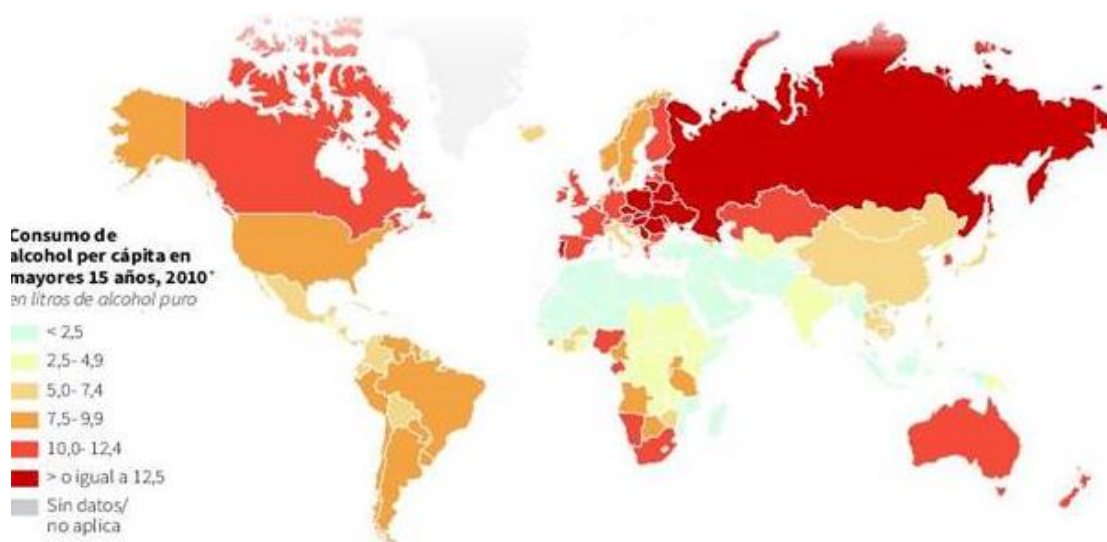 Consumo de
alcohol per cápita en
mayores 15 años, 2010*
en litros de alcohol puro
< 2,5
2,5- 4,9
5,0- 7,4
7,5- 9,9
10,0- 12,4
> o igual a 12,5
Sin datos/
no aplica